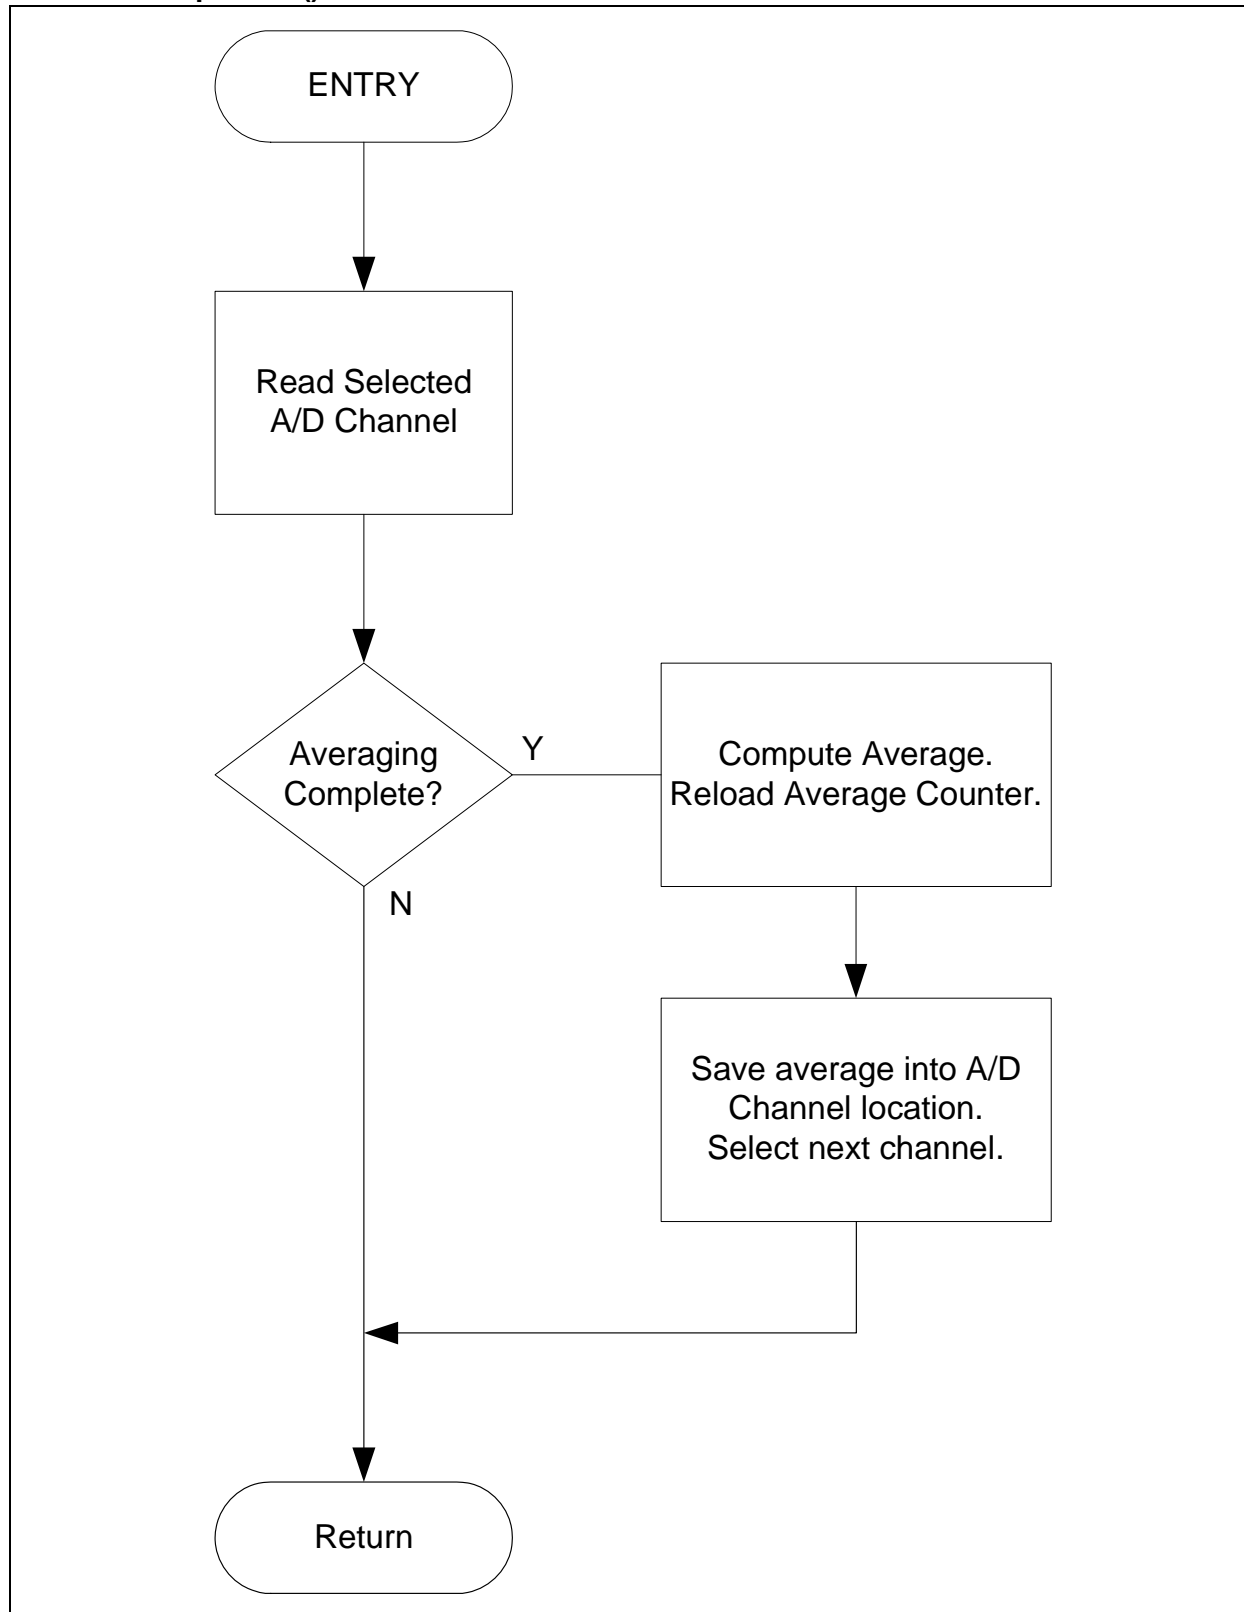 ENTRY
Read Selected
A/D Channel
Averaging
Complete?
Y
Compute Average.
Reload Average Counter.
N
Save average into A/D
Channel location.
Select next channel.
Return